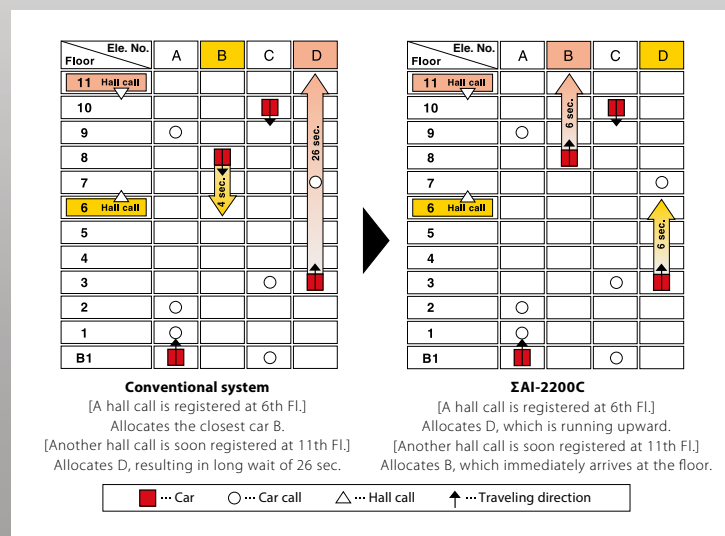 Ele. No.
Floor
A B C D
11 Hall call
10
9
8
7
6 Hall call
5
4
3
2
1
B1
4 sec.
26 sec.
Conventional system
[A hall call is registered at 6th Fl.]
Allocates the closest car B.
[Another hall call is soon registered at 11th Fl.]
Allocates D, resulting in long wait of 26 sec.
Ele. No.
Floor
A B C D
11 Hall call
10
9
8
7
6 Hall call
5
4
3
2
1
B1
6 sec.
6 sec.
ΣAI-2200C
[A hall call is registered at 6th Fl.]
Allocates D, which is running upward.
[Another hall call is soon registered at 11th Fl.]
Allocates B, which immediately arrives at the floor.
··· Car ··· Car call ··· Hall call ··· Traveling direction